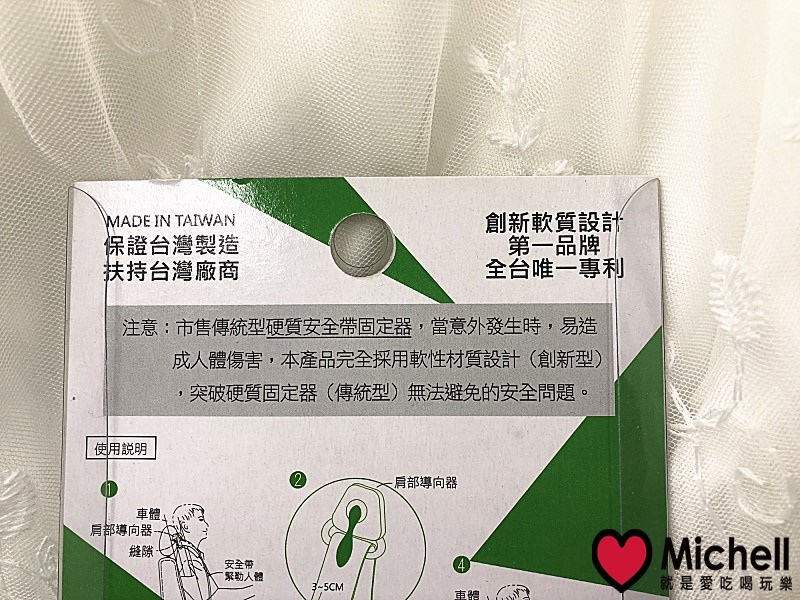 MADE IN TAIWAN
保證台灣製造
扶持台灣廠商
創新軟質設計
第一品牌
全台唯一專利
注意：市售傳統型硬質安全帶固定器，當意外發生時，易造
成人體傷害，本產品完全採用軟性材質設計（創新型）
，突破硬質固定器（傳統型）無法避免的安全問題。
使用説明
1
車體
肩部導向器
縫隙
安全帶
緊勒人體
2
肩部導向器
3~5CM
4
車體
Michell
就是愛吃喝玩樂